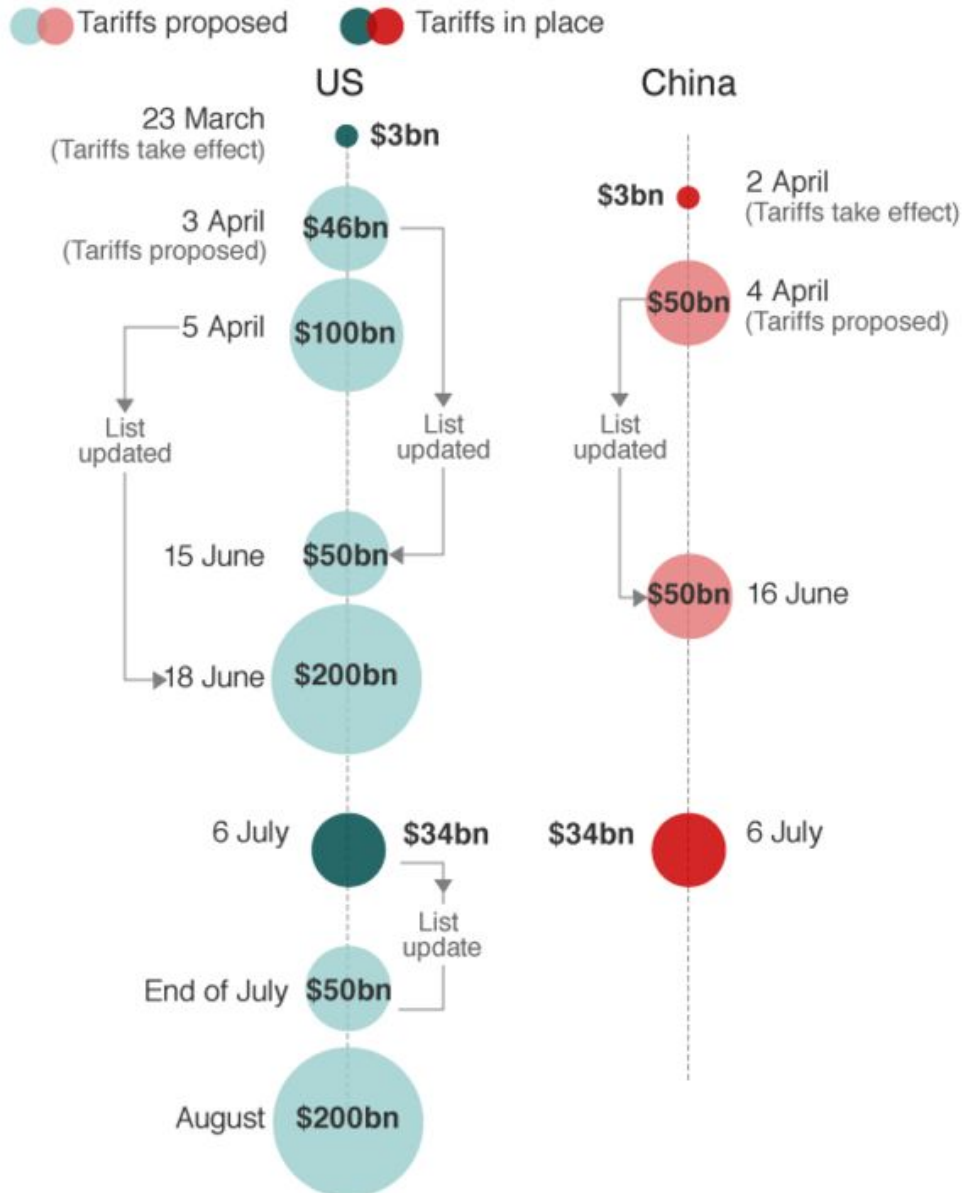 Tariffs proposed
Tariffs in place
US
China
23 March
(Tariffs take effect)
$3bn
$3bn
2 April
(Tariffs take effect)
3 April
(Tariffs proposed)
$46bn
$50bn
4 April
(Tariffs proposed)
5 April
$100bn
List
updated
List
updated
List
updated
15 June
$50bn
$50bn
16 June
18 June
$200bn
6 July
$34bn
$34bn
6 July
List
update
End of July
$50bn
August
$200bn